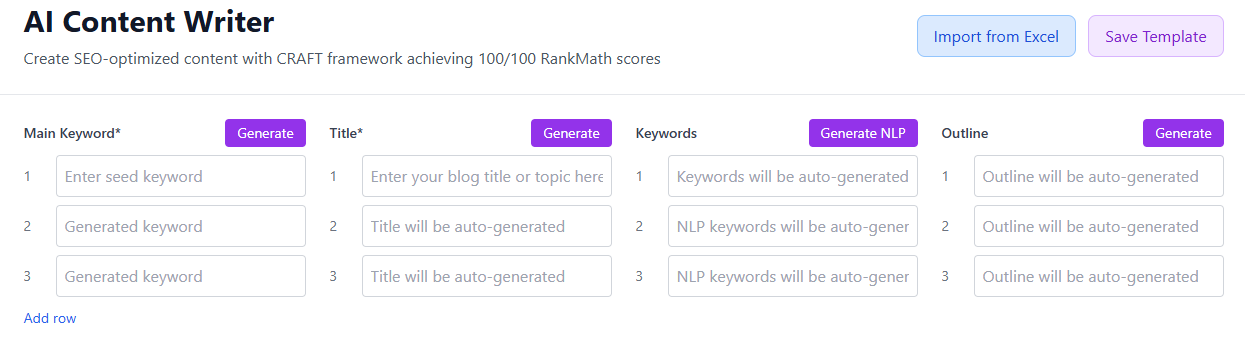 AI Content Writer
Create SEO-optimized content with CRAFT framework achieving 100/100 RankMath scores
Import from Excel
Save Template
Main Keyword*
Generate
Title*
Generate
Keywords
Generate NLP
Outline
Generate
1 Enter seed keyword
1 Enter your blog title or topic here
1 Keywords will be auto-generated
1 Outline will be auto-generated
2 Generated keyword
2 Title will be auto-generated
2 NLP keywords will be auto-gener
2 Outline will be auto-generated
3 Generated keyword
3 Title will be auto-generated
3 NLP keywords will be auto-gener
3 Outline will be auto-generated
Add row